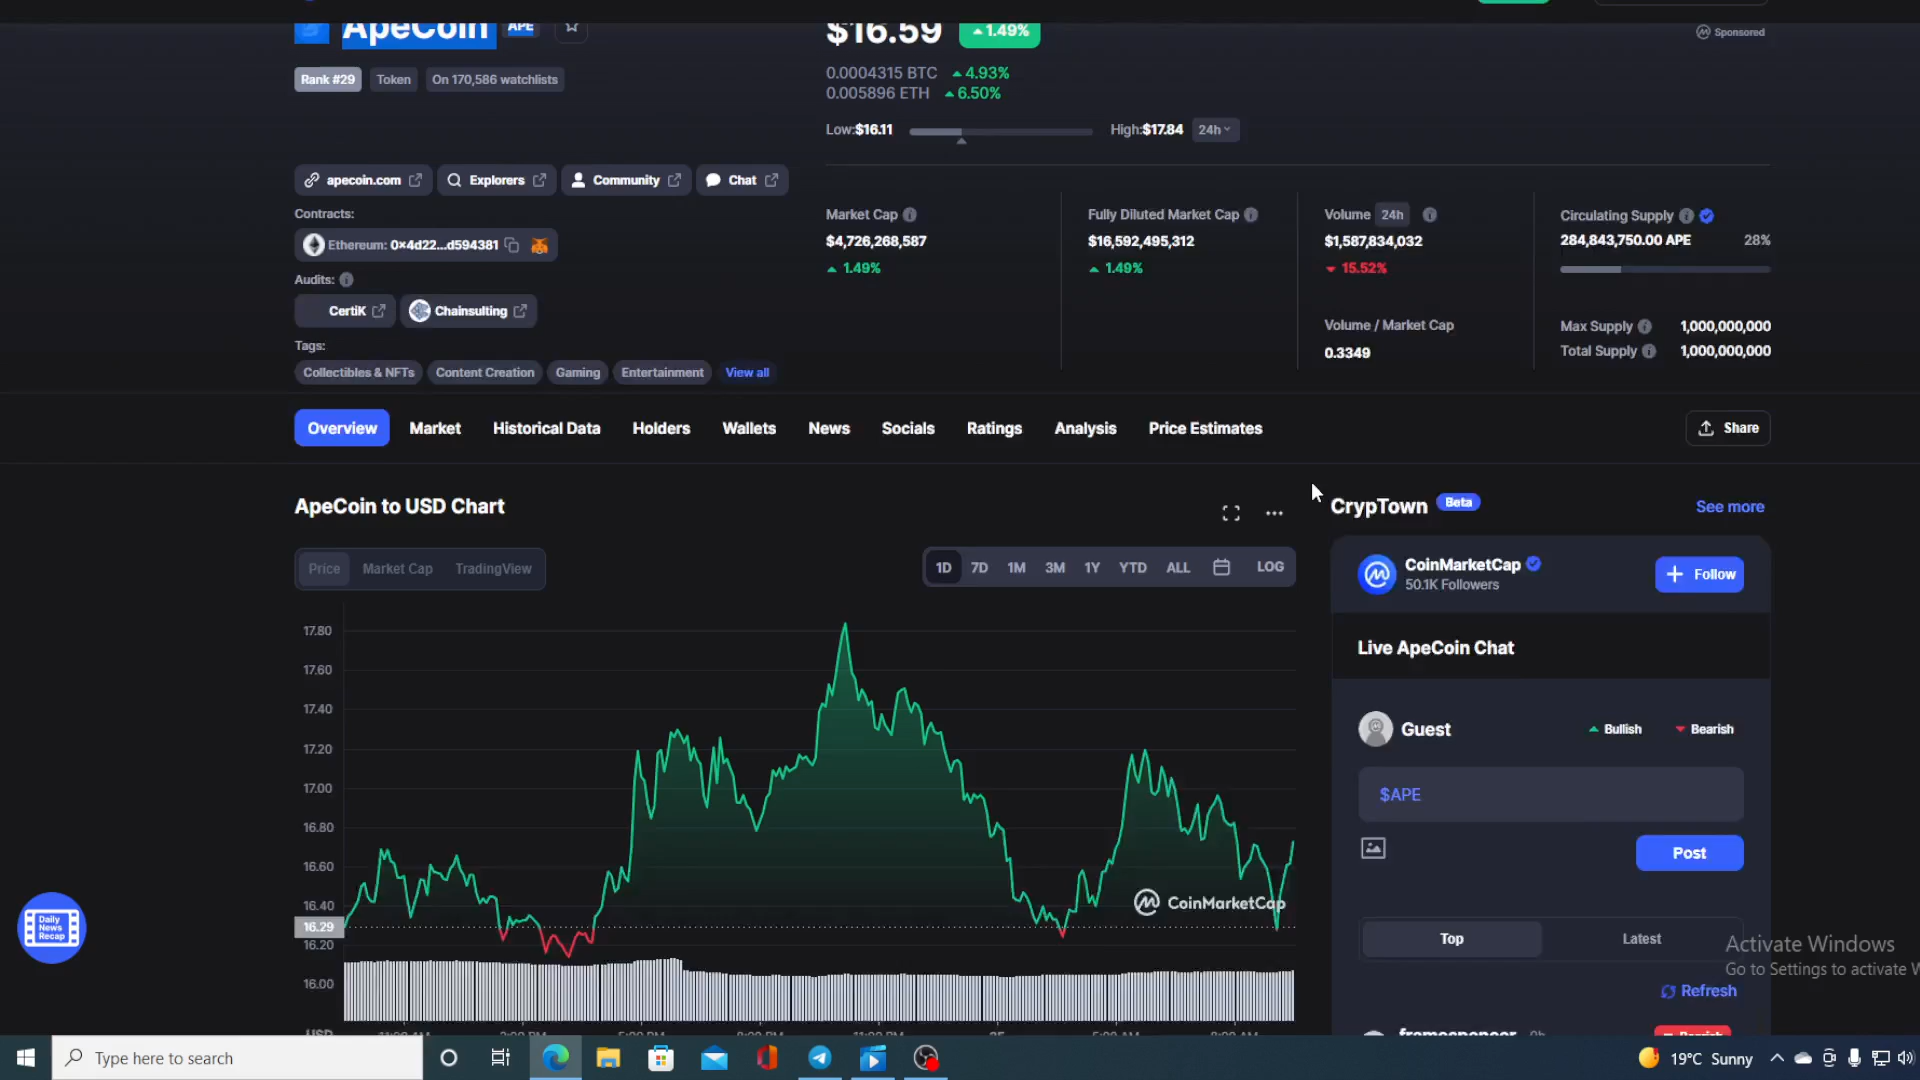 ApeCoin APE $16.59 1.49% Sponsored
Rank #29 Token On 170,586 watchlists
0.0004315 BTC 4.93%
0.005896 ETH 6.50%
Low:$16.11 High:$17.84 24h
apecoin.com Explorers Community Chat
Contracts:
Ethereum: 0x4d22...d594381
Audits:
CertiK Chainsulting
Tags:
Collectibles & NFTs Content Creation Gaming Entertainment View all
Market Cap
$4,726,268,587
1.49%
Fully Diluted Market Cap
$16,592,495,312
1.49%
Volume 24h
$1,587,834,032
15.52%
Volume / Market Cap
0.3349
Circulating Supply
284,843,750.00 APE 28%
Max Supply 1,000,000,000
Total Supply 1,000,000,000
Overview Market Historical Data Holders Wallets News Socials Ratings Analysis Price Estimates Share
ApeCoin to USD Chart
Price Market Cap TradingView 1D 7D 1M 3M 1Y YTD ALL LOG
17.80
17.60
17.40
17.20
17.00
16.80
16.60
16.40
16.29
16.20
16.00
CoinMarketCap
CrypTown Beta See more
CoinMarketCap
50.1K Followers
Follow
Live ApeCoin Chat
Guest Bullish Bearish
$APE
Post
Top Latest
Refresh
Daily
News
Recap
Activate Windows
Go to Settings to activate W
Type here to search
19°C Sunny